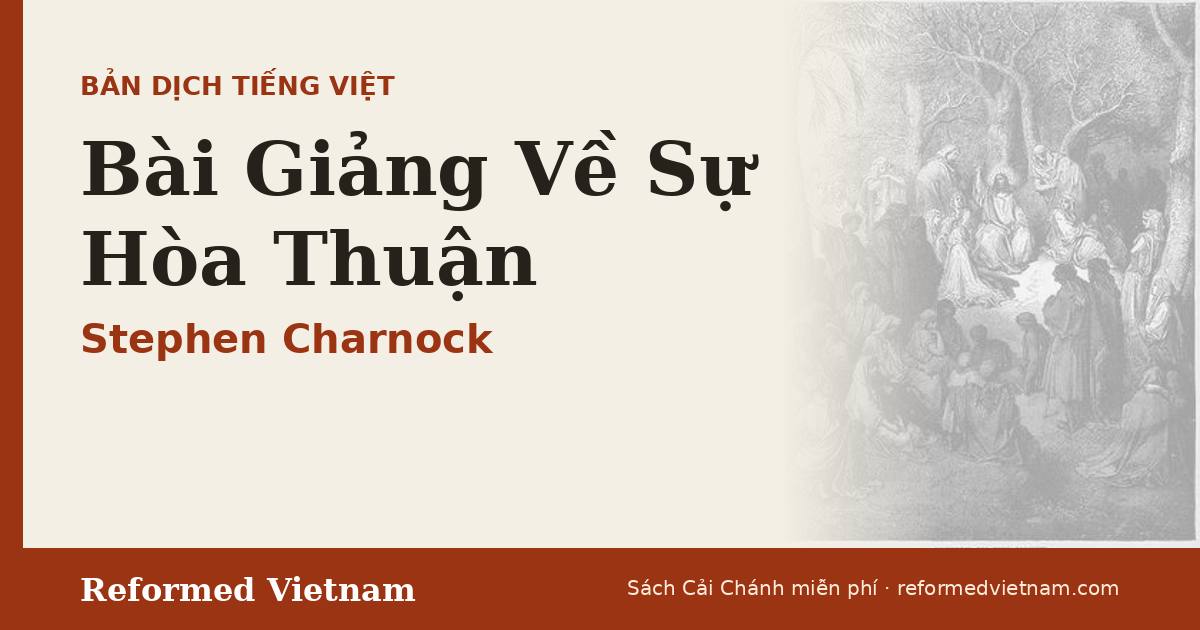 BẢN DỊCH TIẾNG VIỆT
Bài Giảng Về Sự
Hòa Thuận
Stephen Charnock
Reformed Vietnam
Sách Cải Chánh miễn phí · reformedvietnam.com